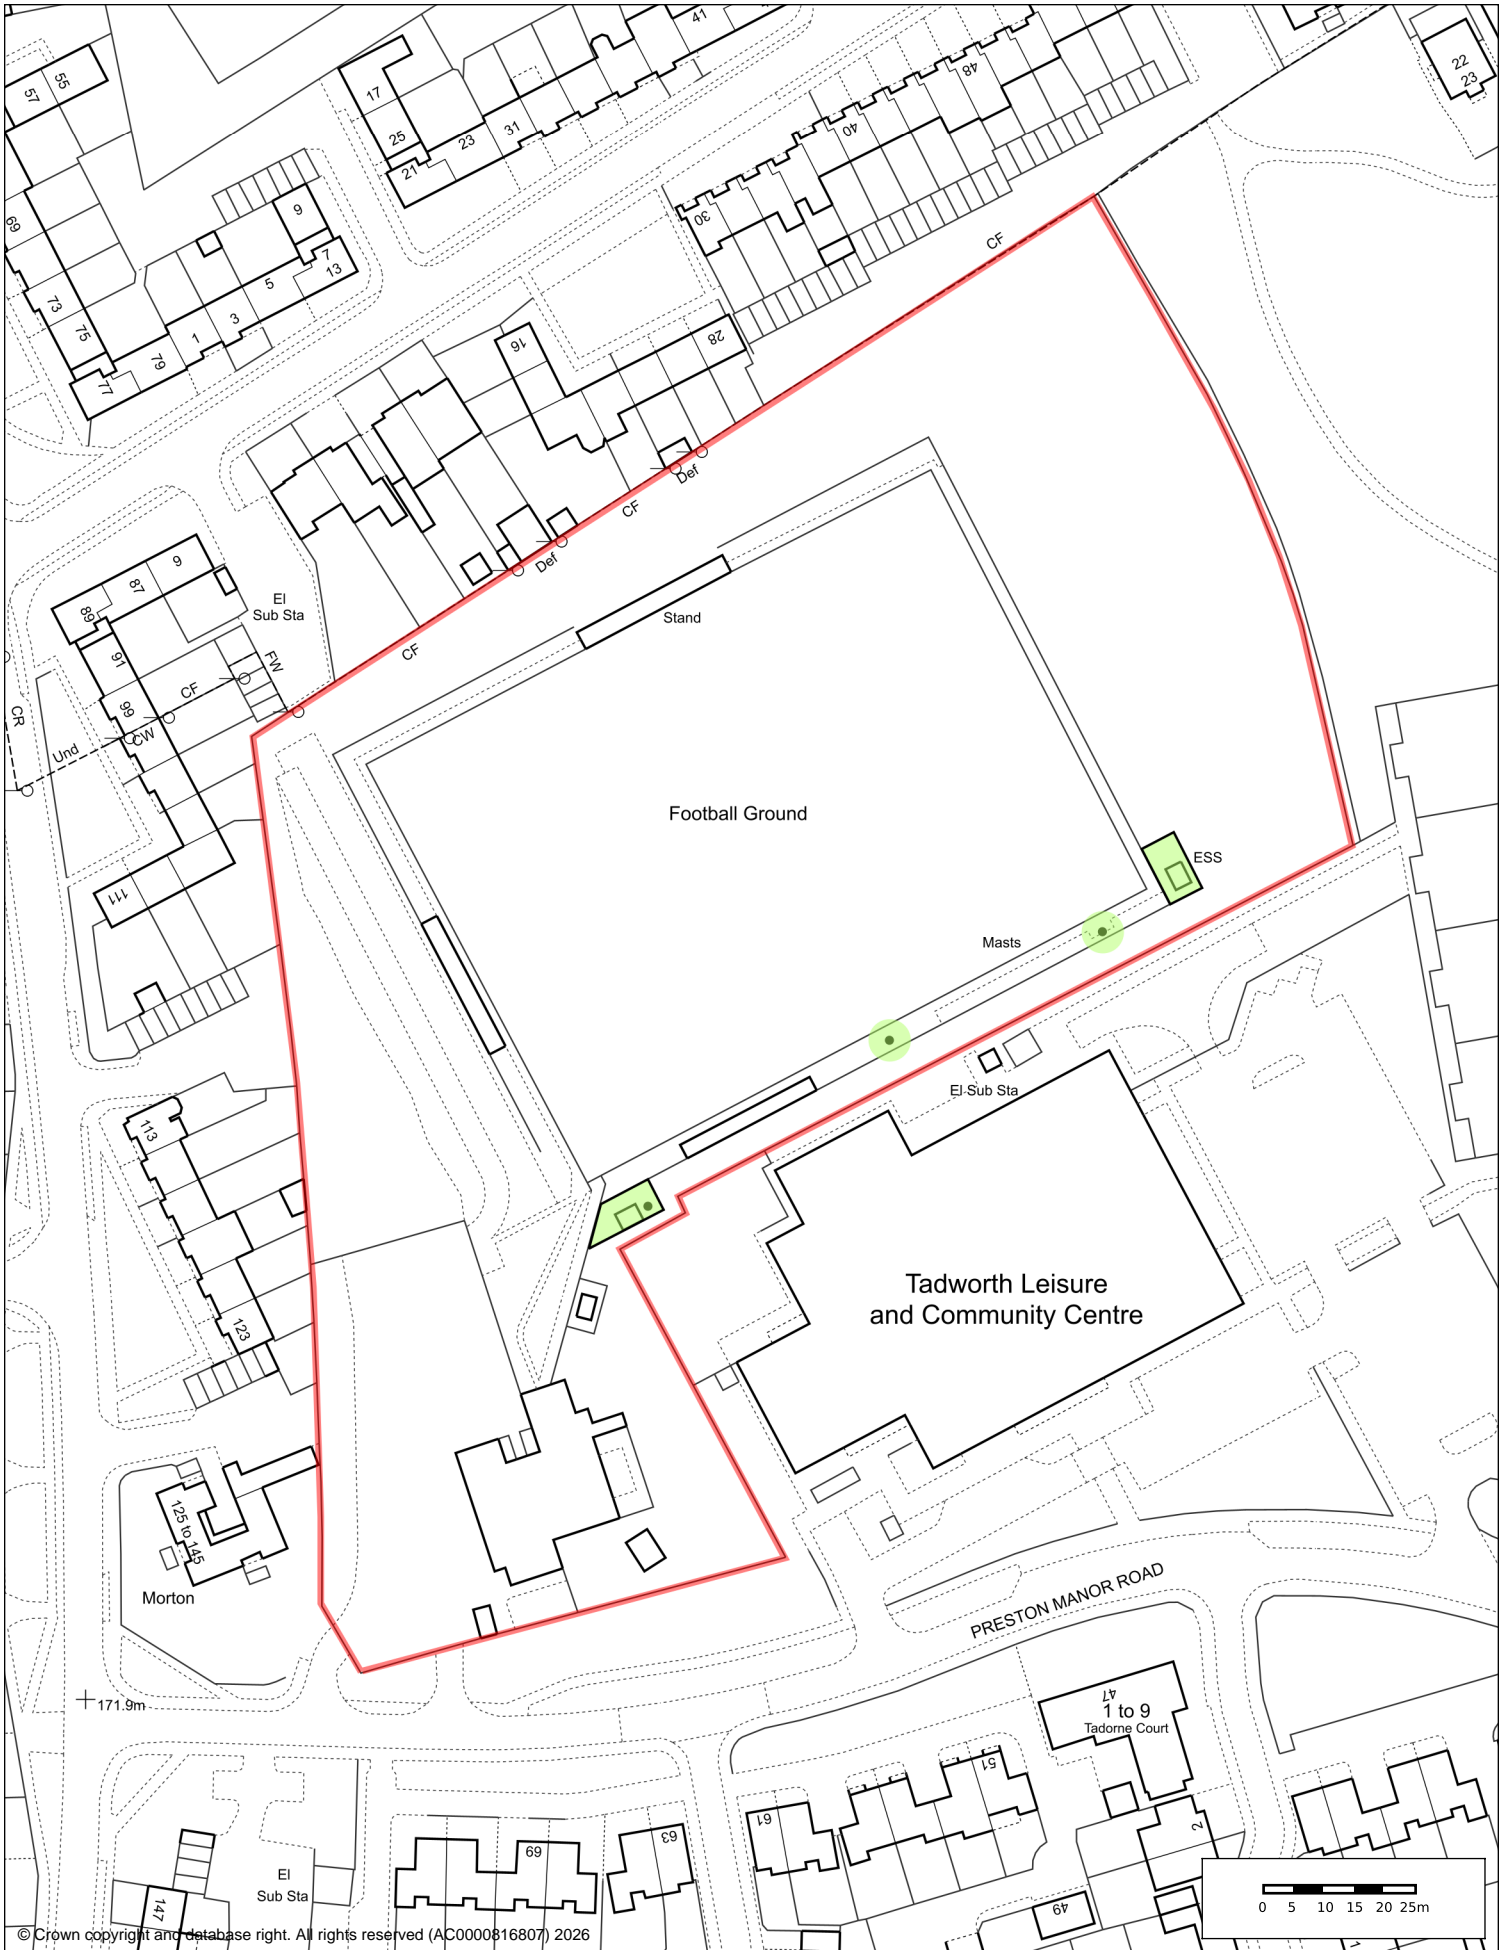 41
55
57
17
25
21
23
31
48
40
22
23
9
69
30
7
13
5
3
1
79
77
73
75
CF
16
28
Def
CF
Def
CF
Stand
9
87
89
91
99
El
Sub Sta
FW
CF
CW
Und
CR
111
Football Ground
ESS
Masts
El Sub Sta
113
123
Tadworth Leisure
and Community Centre
125 to 145
Morton
PRESTON MANOR ROAD
171.9m
47
1 to 9
Tadorne Court
51
61
63
69
2
49
El
Sub Sta
147
1
0 5 10 15 20 25m
© Crown copyright and database right. All rights reserved (AC0000816807) 2026